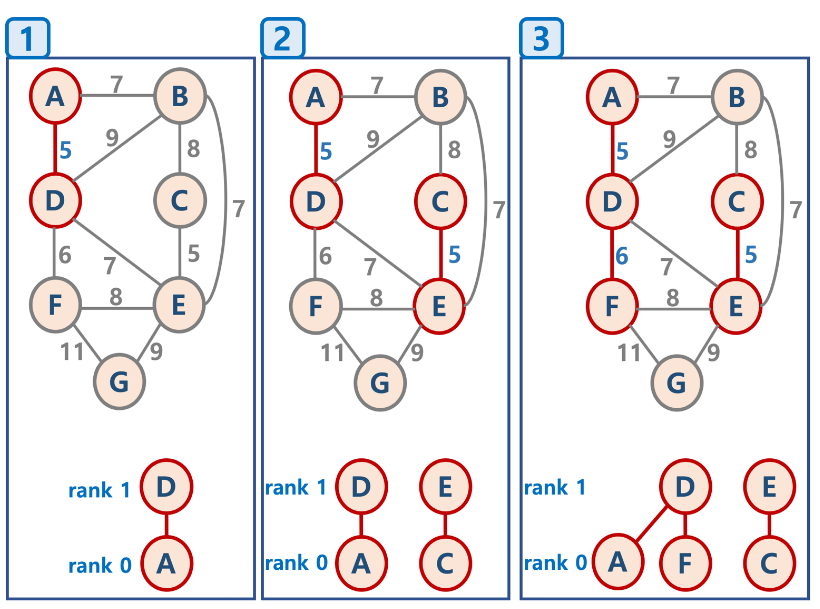 1
A 7 B
9
5 8
D C 7
6 7 5
F 8 E
11 9
G
rank 1 D
rank 0 A
2
A 7 B
9
5 8
D C 7
6 7 5
F 8 E
11 9
G
rank 1 D E
rank 0 A C
3
A 7 B
9
5 8
D C 7
6 7 5
F 8 E
11 9
G
rank 1 D E
rank 0 A F C